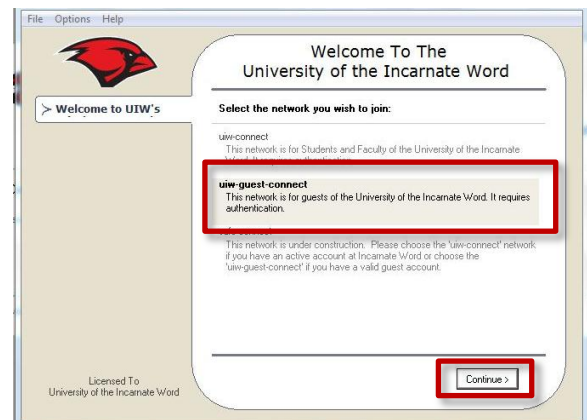 File Options Help
Welcome To The
University of the Incarnate Word
> Welcome to UIW's
Select the network you wish to join:
uiw-connect
This network is for Students and Faculty of the University of the Incarnate
uiw-guest-connect
This network is for guests of the University of the Incarnate Word. It requires
authentication.
This network is under construction. Please choose the 'uiw-connect' network
if you have an active account at Incarnate Word or choose the
'uiw-guest-connect' if you have a valid guest account.
Continue >
Licensed To
University of the Incarnate Word